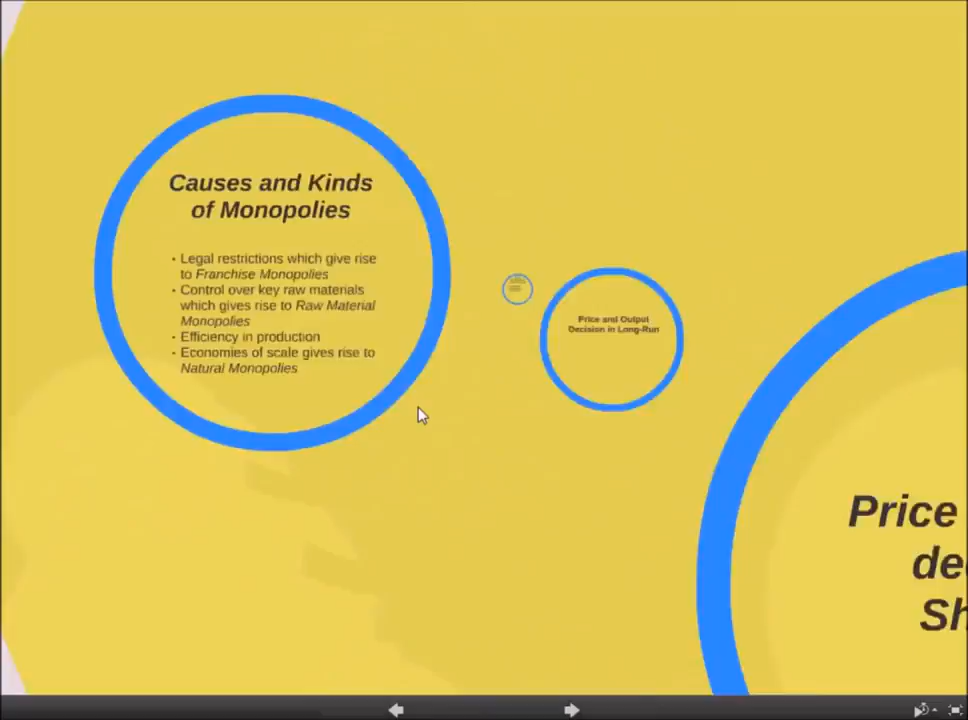 Causes and Kinds
of Monopolies
• Legal restrictions which give rise
to Franchise Monopolies
• Control over key raw materials
which gives rise to Raw Material
Monopolies
• Efficiency in production
• Economies of scale gives rise to
Natural Monopolies
Price and Output
Decision in Long-Run
Price
de
Sh